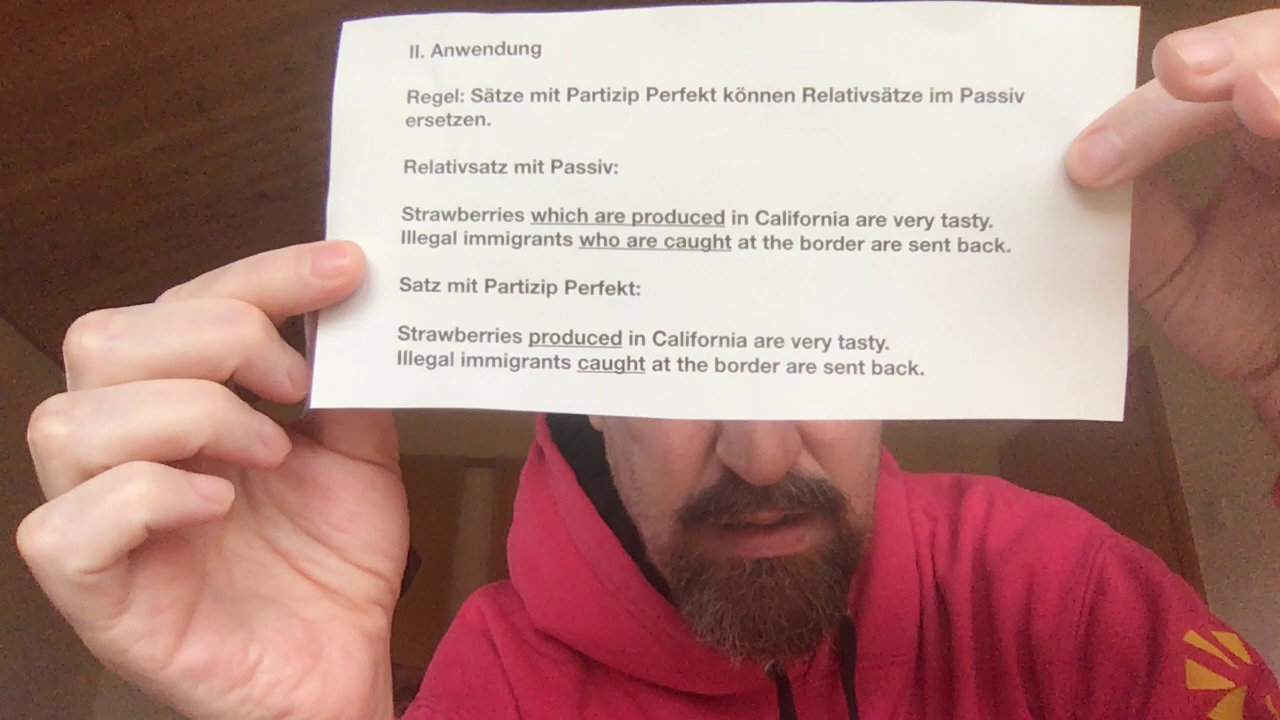 II. Anwendung
Regel: Sätze mit Partizip Perfekt können Relativsätze im Passiv
ersetzen.
Relativsatz mit Passiv:
Strawberries which are produced in California are very tasty.
Illegal immigrants who are caught at the border are sent back.
Satz mit Partizip Perfekt:
Strawberries produced in California are very tasty.
Illegal immigrants caught at the border are sent back.